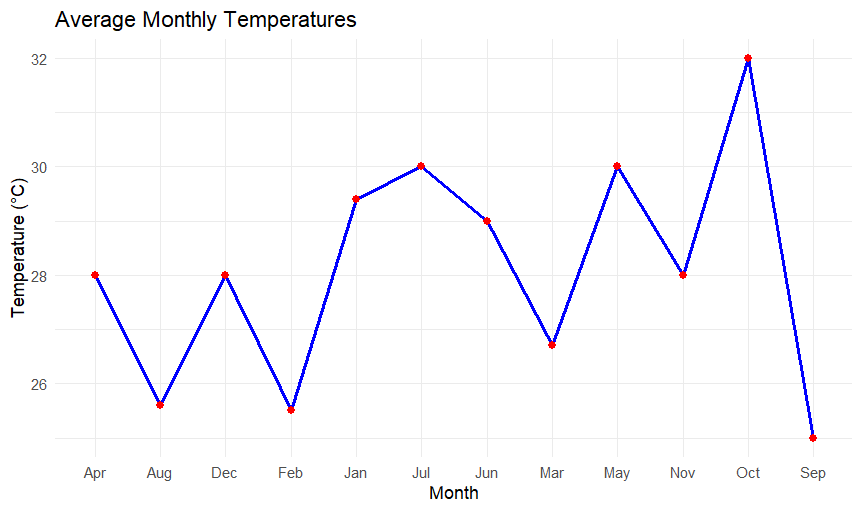 Average Monthly Temperatures
Temperature (°C)
32
30
28
26
Apr Aug Dec Feb Jan Jul Jun Mar May Nov Oct Sep
Month